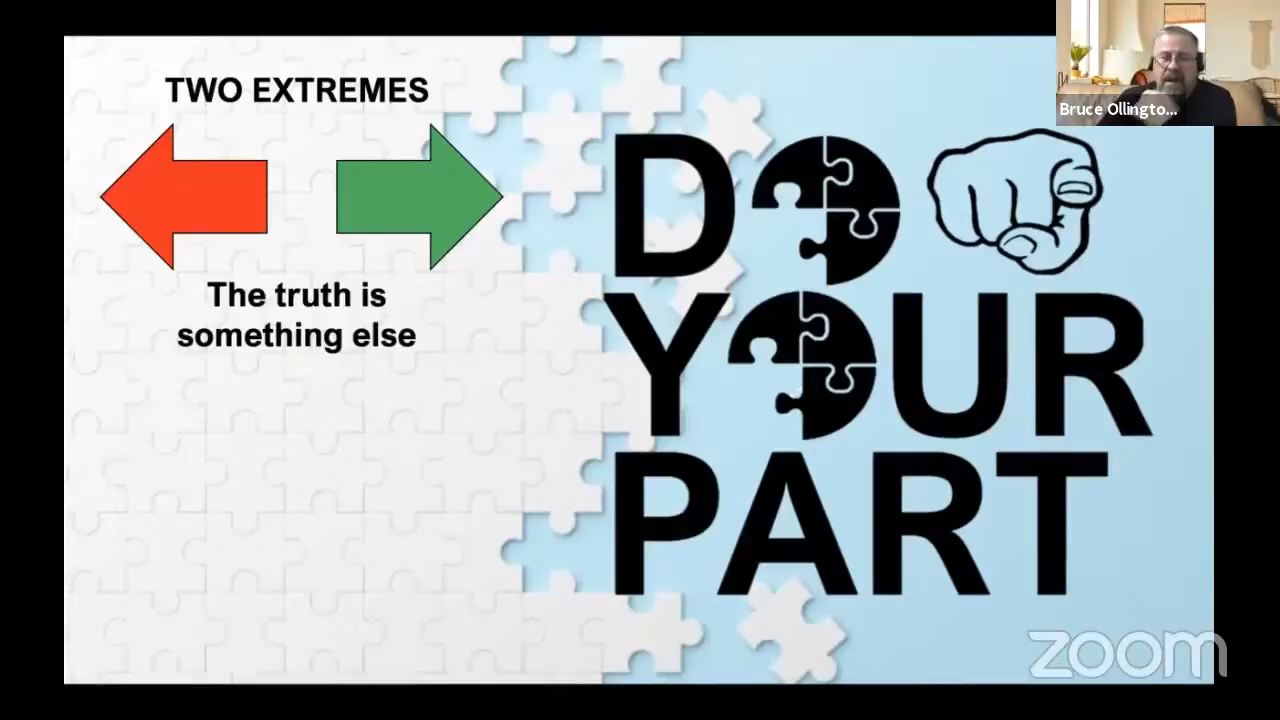 TWO EXTREMES
The truth is
something else
DO
YOUR
PART
Bruce Ollingto...
zoom